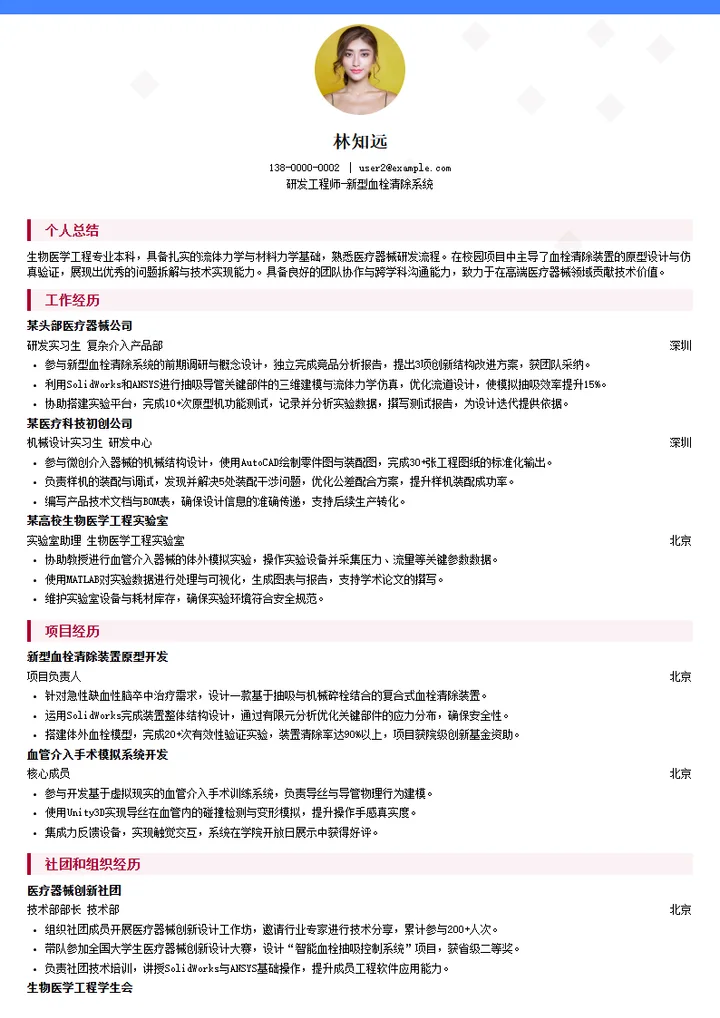 林知远
138-0000-0002 | user2@example.com
研发工程师-新型血栓清除系统
个人总结
生物医学工程专业本科，具备扎实的流体力学与材料力学基础，熟悉医疗器械研发流程。在校园项目中主导了血栓清除装置的原型设计与仿
真验证，展现出优秀的问题拆解与技术实现能力。具备良好的团队协作与跨学科沟通能力，致力于在高端医疗器械领域贡献技术价值。
工作经历
某头部医疗器械公司
研发实习生 复杂介入产品部 深圳
• 参与新型血栓清除系统的前期调研与概念设计，独立完成竞品分析报告，提出3项创新结构改进方案，获团队采纳。
• 利用SolidWorks和ANSYS进行抽吸导管关键部件的三维建模与流体力学仿真，优化流道设计，使模拟抽吸效率提升15%。
• 协助搭建实验平台，完成10+次原型机功能测试，记录并分析实验数据，撰写测试报告，为设计迭代提供依据。
某医疗科技初创公司
机械设计实习生 研发中心 深圳
• 参与微创介入器械的机械结构设计，使用AutoCAD绘制零件图与装配图，完成30+张工程图纸的标准化输出。
• 负责样机的装配与调试，发现并解决5处装配干涉问题，优化公差配合方案，提升样机装配成功率。
• 编写产品技术文档与BOM表，确保设计信息的准确传递，支持后续生产转化。
某高校生物医学工程实验室
实验室助理 生物医学工程实验室 北京
• 协助教授进行血管介入器械的体外模拟实验，操作实验设备并采集压力、流量等关键参数数据。
• 使用MATLAB对实验数据进行处理与可视化，生成图表与报告，支持学术论文的撰写。
• 维护实验室设备与耗材库存，确保实验环境符合安全规范。
项目经历
新型血栓清除装置原型开发
项目负责人 北京
• 针对急性缺血性脑卒中治疗需求，设计一款基于抽吸与机械碎栓结合的复合式血栓清除装置。
• 运用SolidWorks完成装置整体结构设计，通过有限元分析优化关键部件的应力分布，确保安全性。
• 搭建体外血栓模型，完成20+次有效性验证实验，装置清除率达90%以上，项目获院级创新基金资助。
血管介入手术模拟系统开发
核心成员 北京
• 参与开发基于虚拟现实的血管介入手术训练系统，负责导丝与导管物理行为建模。
• 使用Unity3D实现导丝在血管内的碰撞检测与变形模拟，提升操作手感真实度。
• 集成力反馈设备，实现触觉交互，系统在学院开放日展示中获得好评。
社团和组织经历
医疗器械创新社团
技术部部长 技术部 北京
• 组织社团成员开展医疗器械创新设计工作坊，邀请行业专家进行技术分享，累计参与200+人次。
• 带队参加全国大学生医疗器械创新设计大赛，设计“智能血栓抽吸控制系统”项目，获省级二等奖。
• 负责社团技术培训，讲授SolidWorks与ANSYS基础操作，提升成员工程软件应用能力。
生物医学工程学生会